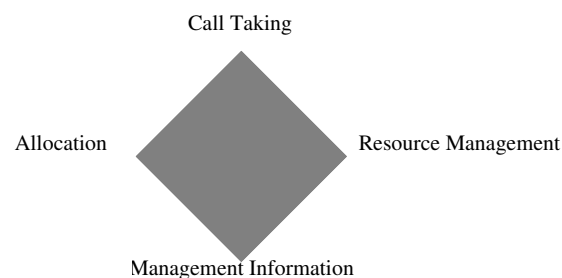 Call Taking
Allocation
Resource Management
Management Information